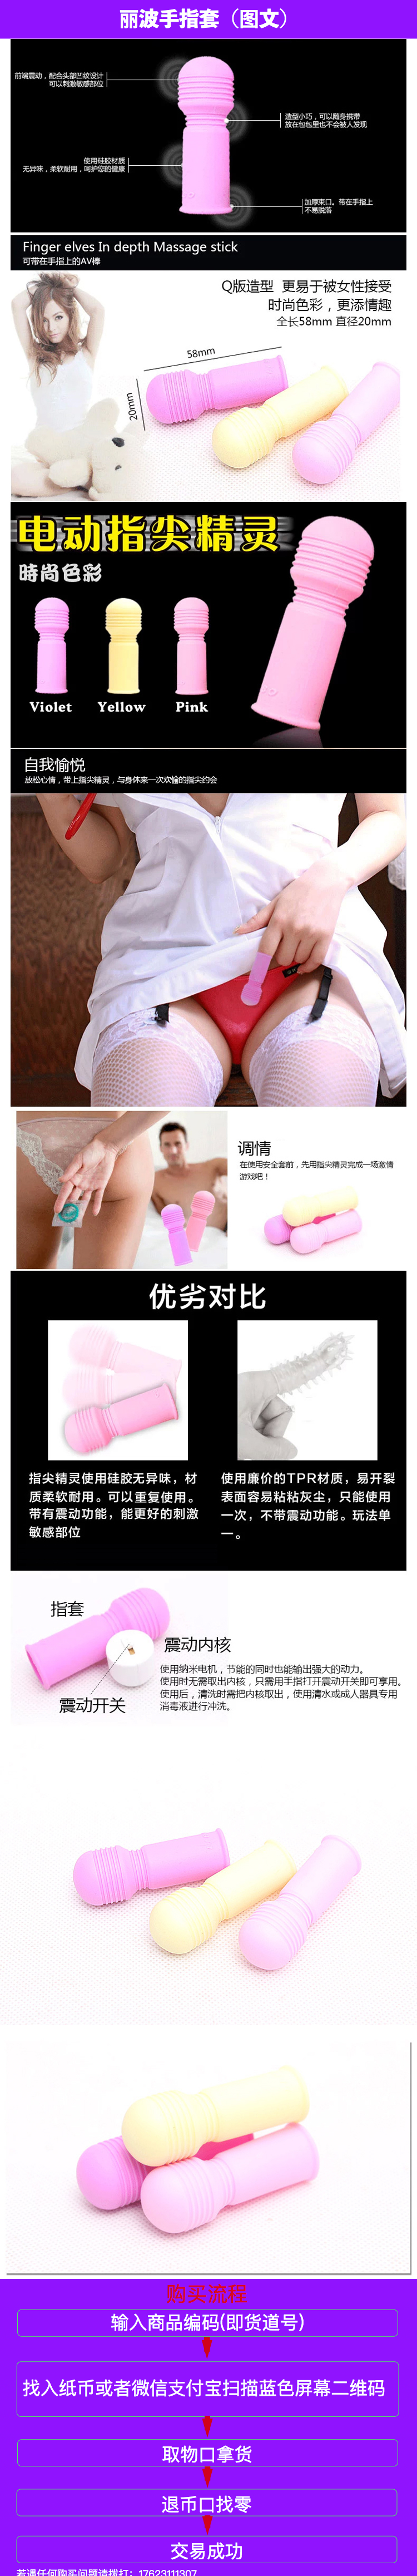 丽波手指套（图文）
前端震动，配合头部凹纹设计
可以刺激敏感部位
造型小巧，可以随身携带
放在包包里也不会被人发现
使用硅胶材质
无异味，柔软耐用，呵护您的健康
加厚束口。带在手指上
不易脱落
Finger elves In depth Massage stick
可带在手指上的AV棒
Q版造型 更易于被女性接受
时尚色彩，更添情趣
全长58mm 直径20mm
58mm
20mm
电动指尖精灵
時尚色彩
Violet Yellow Pink
自我愉悦
放松心情，带上指尖精灵，与身体来一次欢愉的指尖约会
调情
在使用安全套前，先用指尖精灵完成一场激情
游戏吧！
优劣对比
指尖精灵使用硅胶无异味，材
质柔软耐用。可以重复使用。
带有震动功能，能更好的刺激
敏感部位
使用廉价的TPR材质，易开裂
表面容易粘粘灰尘，只能使用
一次，不带震动功能。玩法单
一。
指套
震动内核
震动开关
使用纳米电机，节能的同时也能输出强大的动力。
使用时无需取出内核，只需用手指打开震动开关即可享用。
使用后，清洗时需把内核取出，使用清水或成人器具专用
消毒液进行冲洗。
购买流程
输入商品编码(即货道号)
找入纸币或者微信支付宝扫描蓝色屏幕二维码
取物口拿货
退币口找零
交易成功
若遇任何购买问题请拨打：17623111307